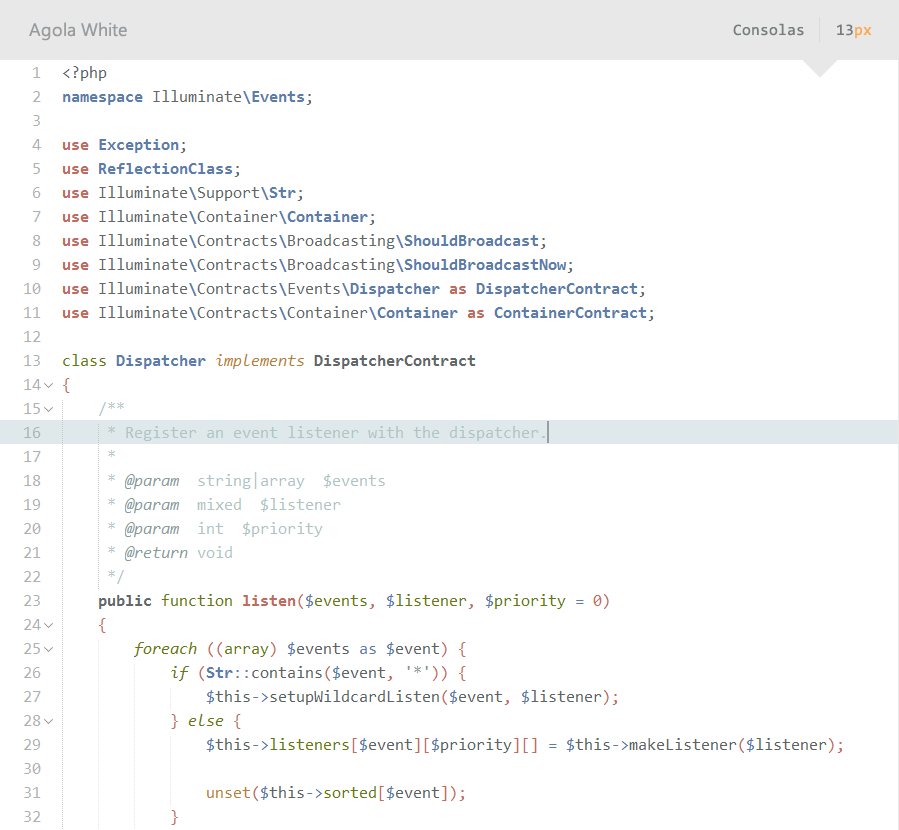 Agola White
Consolas 13px
1 <?php
2 namespace Illuminate\Events;
3
4 use Exception;
5 use ReflectionClass;
6 use Illuminate\Support\Str;
7 use Illuminate\Container\Container;
8 use Illuminate\Contracts\Broadcasting\ShouldBroadcast;
9 use Illuminate\Contracts\Broadcasting\ShouldBroadcastNow;
10 use Illuminate\Contracts\Events\Dispatcher as DispatcherContract;
11 use Illuminate\Contracts\Container\Container as ContainerContract;
12
13 class Dispatcher implements DispatcherContract
14 {
15     /**
16      * Register an event listener with the dispatcher.
17      *
18      * @param  string|array  $events
19      * @param  mixed  $listener
20      * @param  int  $priority
21      * @return void
22      */
23     public function listen($events, $listener, $priority = 0)
24     {
25         foreach ((array) $events as $event) {
26             if (Str::contains($event, '*')) {
27                 $this->setupWildcardListen($event, $listener);
28             } else {
29                 $this->listeners[$event][$priority][] = $this->makeListener($listener);
30
31                 unset($this->sorted[$event]);
32             }